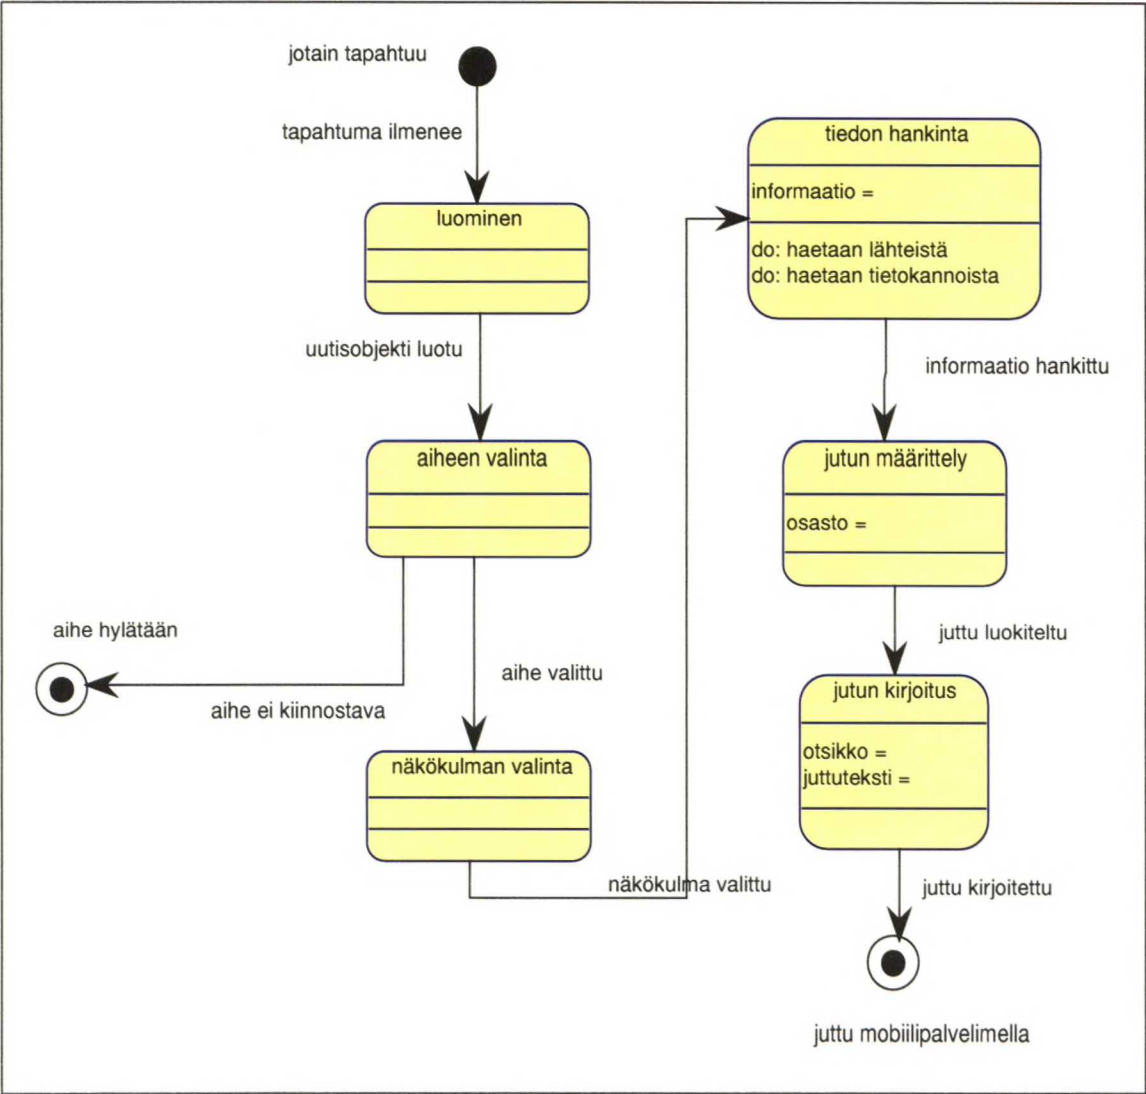 jotain tapahtuu
tapahtuma ilmenee
luominen
uutisobjekti luotu
aiheen valinta
aihe hylätään
aihe valittu
aihe ei kiinnostava
näkökulman valinta
näkökulma valittu
tiedon hankinta
informaatio =
do: haetaan lähteistä
do: haetaan tietokannoista
informaatio hankittu
jutun määrittely
osasto =
juttu luokiteltu
jutun kirjoitus
otsikko =
juttuteksti =
juttu kirjoitettu
juttu mobiilipalvelimella